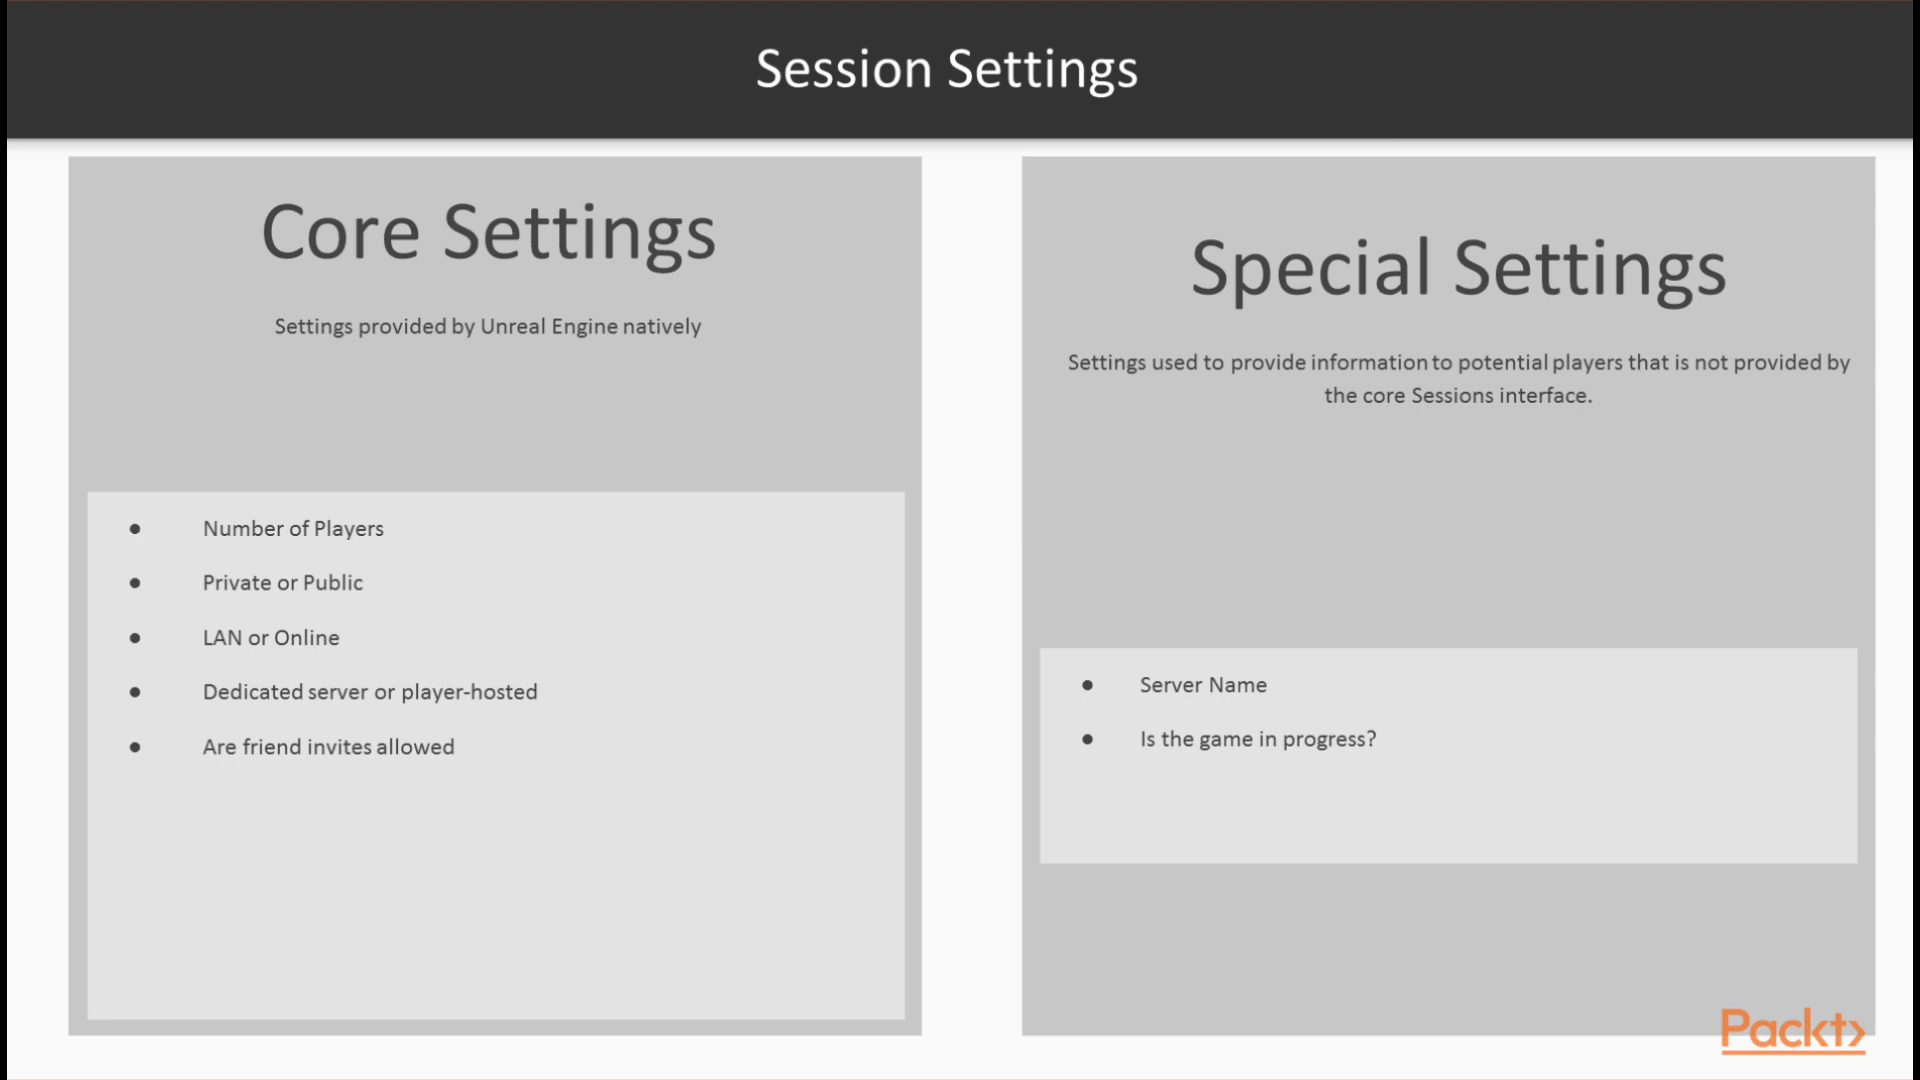 Session Settings
Core Settings
Settings provided by Unreal Engine natively
● Number of Players
● Private or Public
● LAN or Online
● Dedicated server or player-hosted
● Are friend invites allowed
Special Settings
Settings used to provide information to potential players that is not provided by
the core Sessions interface.
● Server Name
● Is the game in progress?
Packt>